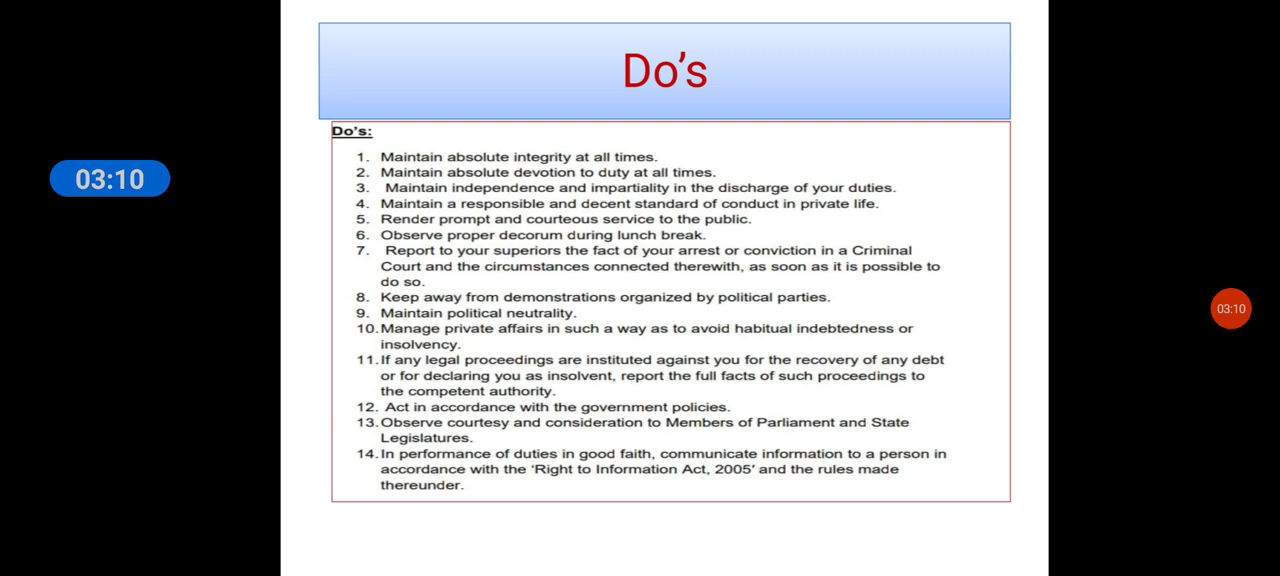 Do's
Do's:
1. Maintain absolute integrity at all times.
2. Maintain absolute devotion to duty at all times.
3. Maintain independence and impartiality in the discharge of your duties.
4. Maintain a responsible and decent standard of conduct in private life.
5. Render prompt and courteous service to the public.
6. Observe proper decorum during lunch break.
7. Report to your superiors the fact of your arrest or conviction in a Criminal
Court and the circumstances connected therewith, as soon as it is possible to
do so.
8. Keep away from demonstrations organized by political parties.
9. Maintain political neutrality.
10. Manage private affairs in such a way as to avoid habitual indebtedness or
insolvency.
11. If any legal proceedings are instituted against you for the recovery of any debt
or for declaring you as insolvent, report the full facts of such proceedings to
the competent authority.
12. Act in accordance with the government policies.
13. Observe courtesy and consideration to Members of Parliament and State
Legislatures.
14. In performance of duties in good faith, communicate information to a person in
accordance with the 'Right to Information Act, 2005' and the rules made
thereunder.
03:10
03:10